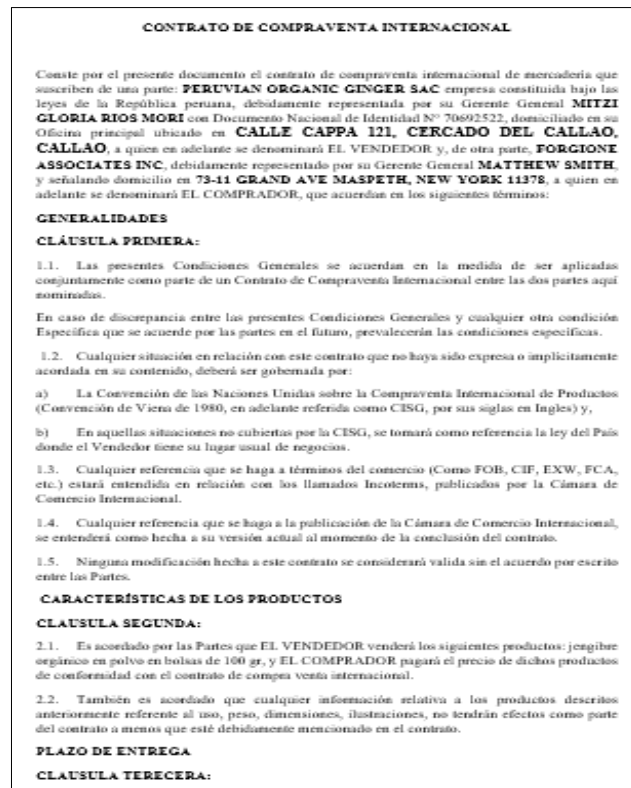 CONTRATO DE COMPRAVENTA INTERNACIONAL
Conste por el presente documento el contrato de compraventa internacional de mercadería que
suscriben de una parte: PERUVIAN ORGANIC GINGER SAC empresa constituida bajo las
leyes de la República peruana, debidamente representada por su Gerente General MITZI
GLORIA RIOS MORI con Documento Nacional de Identidad Nº 70692522, domiciliado en su
Oficina principal ubicado en CALLE CAPPA 121, CERCADO DEL CALLAO,
CALLAO, a quien en adelante se denominará EL VENDEDOR y, de otra parte, FORGIONE
ASSOCIATES INC, debidamente representado por su Gerente General MATTHEW SMITH,
y señalando domicilio en 73-11 GRAND AVE MASPETH, NEW YORK 11378, a quien en
adelante se denominará EL COMPRADOR, que acuerdan en los siguientes términos:
GENERALIDADES
CLÁUSULA PRIMERA:
1.1. Las presentes Condiciones Generales se acuerdan en la medida de ser aplicadas
conjuntamente como parte de un Contrato de Compraventa Internacional entre las dos partes aquí
nominadas.
En caso de discrepancia entre las presentes Condiciones Generales y cualquier otra condición
Específica que se acuerde por las partes en el futuro, prevalecerán las condiciones específicas.
1.2. Cualquier situación en relación con este contrato que no haya sido expresa o implícitamente
acordada en su contenido, deberá ser gobernada por:
a) La Convención de las Naciones Unidas sobre la Compraventa Internacional de Productos
(Convención de Viena de 1980, en adelante referida como CISG, por sus siglas en Ingles) y,
b) En aquellas situaciones no cubiertas por la CISG, se tomará como referencia la ley del País
donde el Vendedor tiene su lugar usual de negocios.
1.3. Cualquier referencia que se haga a términos del comercio (Como FOB, CIF, EXW, FCA,
etc.) estará entendida en relación con los llamados Incoterms, publicados por la Cámara de
Comercio Internacional.
1.4. Cualquier referencia que se haga a la publicación de la Cámara de Comercio Internacional,
se entenderá como hecha a su versión actual al momento de la conclusión del contrato.
1.5. Ninguna modificación hecha a este contrato se considerará valida sin el acuerdo por escrito
entre las Partes.
CARACTERÍSTICAS DE LOS PRODUCTOS
CLAUSULA SEGUNDA:
2.1. Es acordado por las Partes que EL VENDEDOR venderá los siguientes productos: jengibre
orgánico en polvo en bolsas de 100 gr, y EL COMPRADOR pagará el precio de dichos productos
de conformidad con el contrato de compra venta internacional.
2.2. También es acordado que cualquier información relativa a los productos descritos
anteriormente referente al uso, peso, dimensiones, ilustraciones, no tendrán efectos como parte
del contrato a menos que esté debidamente mencionado en el contrato.
PLAZO DE ENTREGA
CLAUSULA TERECERA: